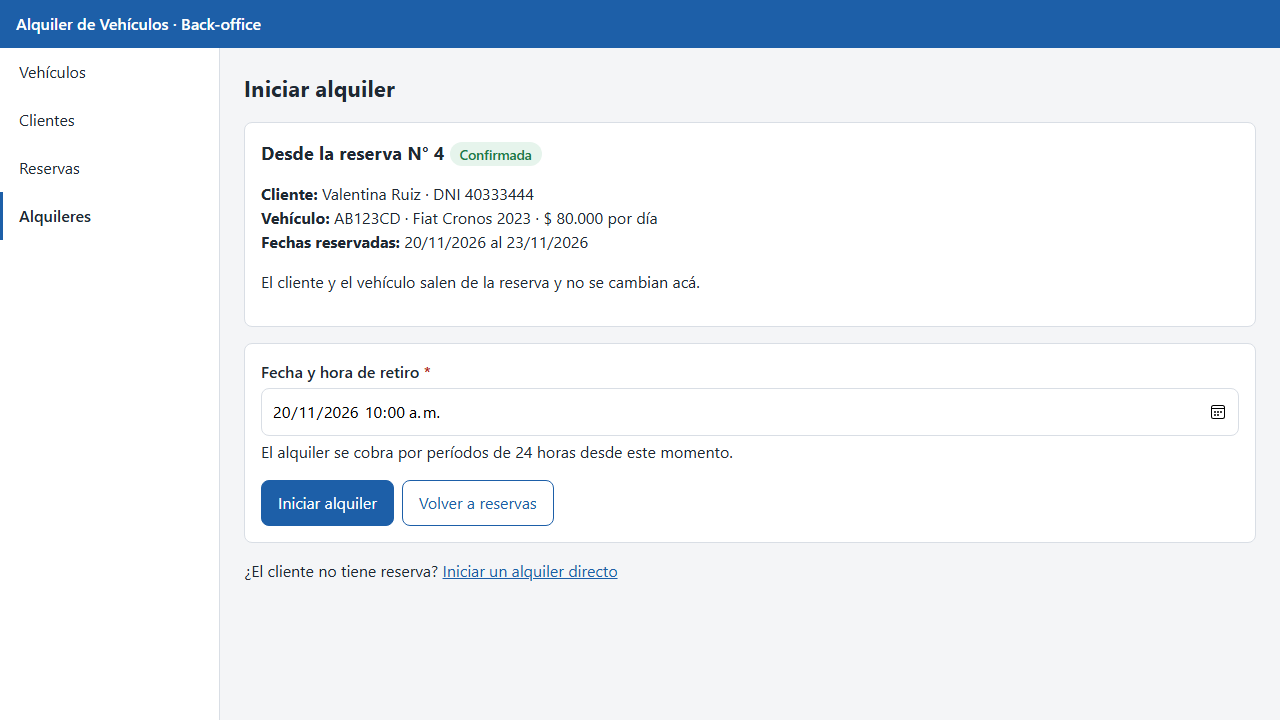 Alquiler de Vehículos · Back-office
Vehículos
Clientes
Reservas
Alquileres
Iniciar alquiler
Desde la reserva N° 4 Confirmada
Cliente: Valentina Ruiz · DNI 40333444
Vehículo: AB123CD · Fiat Cronos 2023 · $ 80.000 por día
Fechas reservadas: 20/11/2026 al 23/11/2026
El cliente y el vehículo salen de la reserva y no se cambian acá.
Fecha y hora de retiro *
20/11/2026 10:00 a.m.
El alquiler se cobra por períodos de 24 horas desde este momento.
Iniciar alquiler Volver a reservas
¿El cliente no tiene reserva? Iniciar un alquiler directo